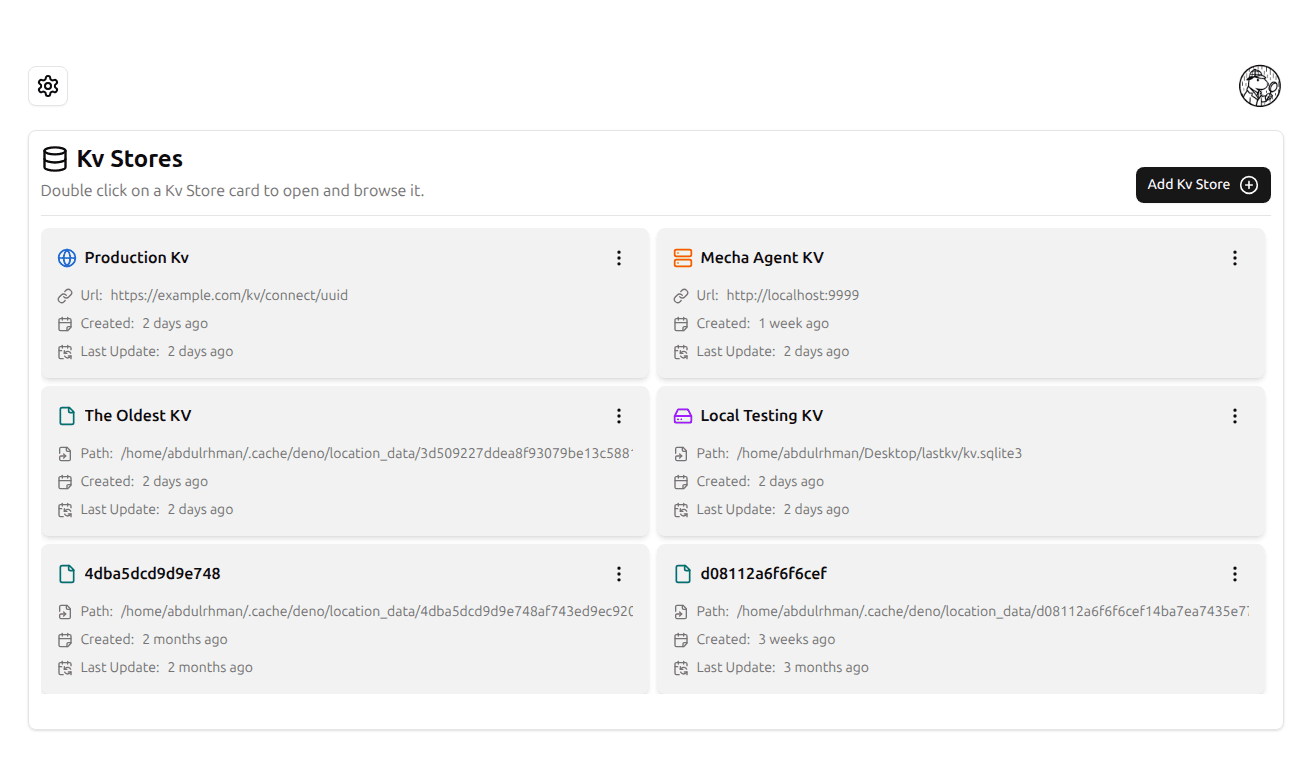 Kv Stores
Double click on a Kv Store card to open and browse it.
Add Kv Store
Production Kv
Url: https://example.com/kv/connect/uuid
Created: 2 days ago
Last Update: 2 days ago
Mecha Agent KV
Url: http://localhost:9999
Created: 1 week ago
Last Update: 2 days ago
The Oldest KV
Path: /home/abdulrhman/.cache/deno/location_data/3d509227ddea8f93079be13c588
Created: 2 days ago
Last Update: 2 days ago
Local Testing KV
Path: /home/abdulrhman/Desktop/lastkv/kv.sqlite3
Created: 2 days ago
Last Update: 2 days ago
4dba5dcd9d9e748
Path: /home/abdulrhman/.cache/deno/location_data/4dba5dcd9d9e748af743ed9ec920
Created: 2 months ago
Last Update: 2 months ago
d08112a6f6f6cef
Path: /home/abdulrhman/.cache/deno/location_data/d08112a6f6f6cef14ba7ea7435e7
Created: 3 weeks ago
Last Update: 3 months ago